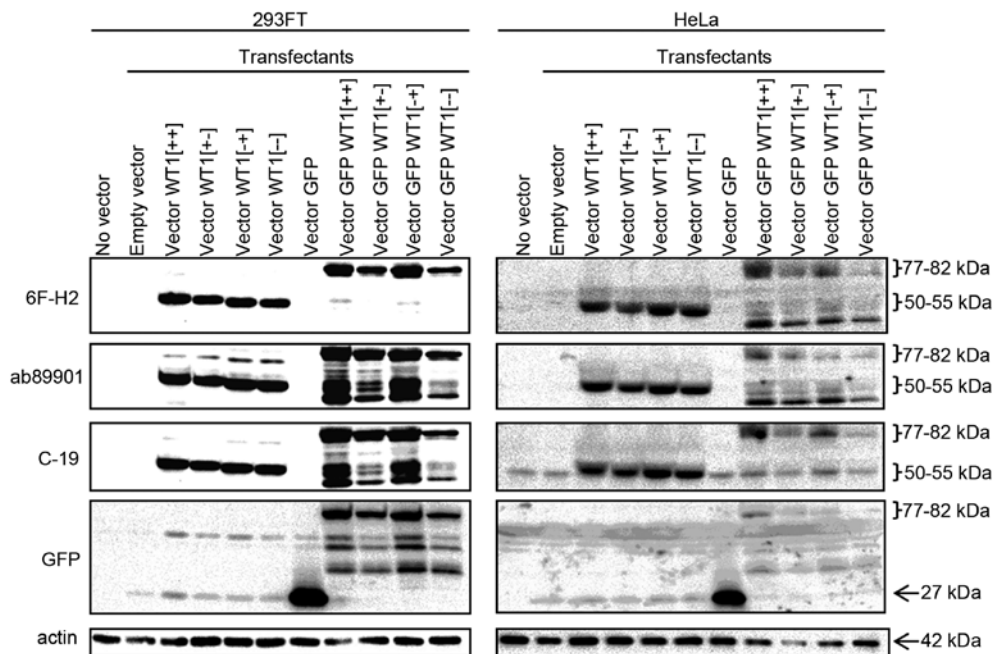 293FT
HeLa
Transfectants
Transfectants
No vector
Empty vector
Vector WT1[++]
Vector WT1[+-]
Vector WT1[-+]
Vector WT1[--]
Vector GFP
Vector GFP WT1[++]
Vector GFP WT1[+-]
Vector GFP WT1[-+]
Vector GFP WT1[--]
No vector
Empty vector
Vector WT1[++]
Vector WT1[+-]
Vector WT1[-+]
Vector WT1[--]
Vector GFP
Vector GFP WT1[++]
Vector GFP WT1[+-]
Vector GFP WT1[-+]
Vector GFP WT1[--]
6F-H2
}77-82 kDa
}50-55 kDa
ab89901
}77-82 kDa
}50-55 kDa
C-19
}77-82 kDa
}50-55 kDa
GFP
}77-82 kDa
←27 kDa
actin
←42 kDa